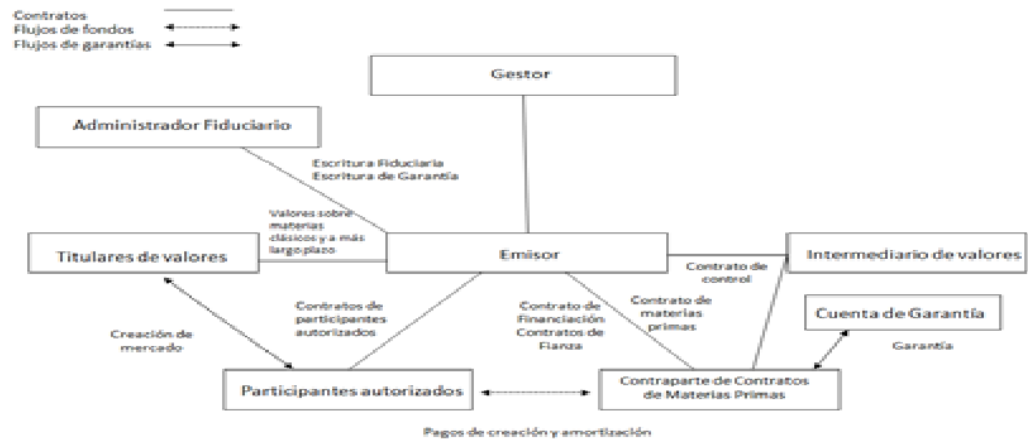 Contratos
Flujos de fondos
Flujos de garantías
Gestor
Administrador Fiduciario
Escritura Fiduciaria
Escritura de Garantía
Valores sobre
materias
clásicos y a más
largo plazo
Titulares de valores
Emisor
Intermediario de valores
Contrato de
control
Contratos de
participantes
autorizados
Contrato de
Financiación
Contratos de
Fianza
Contrato de
materias
primas
Cuenta de Garantía
Creación de
mercado
Garantía
Participantes autorizados
Contraparte de Contratos
de Materias Primas
Pagos de creación y amortización